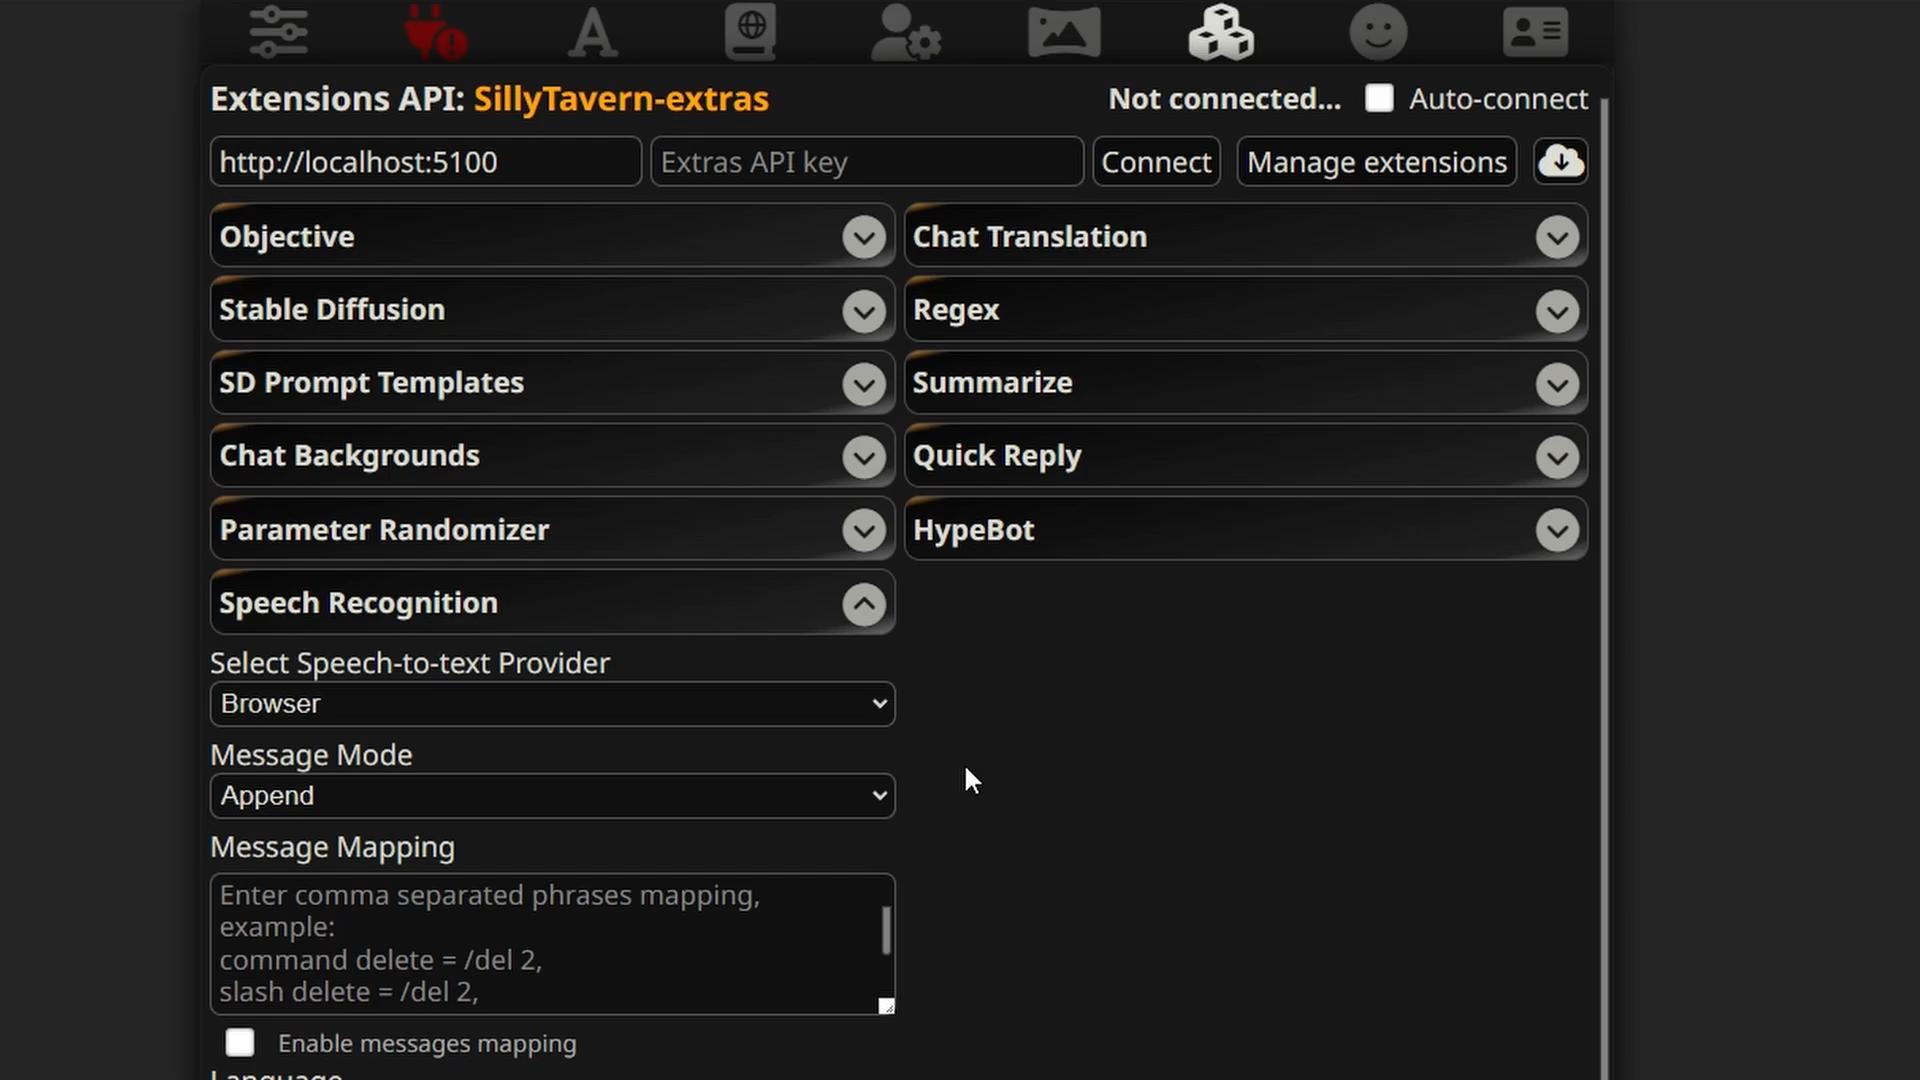 Extensions API: SillyTavern-extras
Not connected...
Auto-connect
http://localhost:5100
Extras API key
Connect
Manage extensions
Objective
Chat Translation
Stable Diffusion
Regex
SD Prompt Templates
Summarize
Chat Backgrounds
Quick Reply
Parameter Randomizer
HypeBot
Speech Recognition
Select Speech-to-text Provider
Browser
Message Mode
Append
Message Mapping
Enter comma separated phrases mapping,
example:
command delete = /del 2,
slash delete = /del 2,
Enable messages mapping
Language